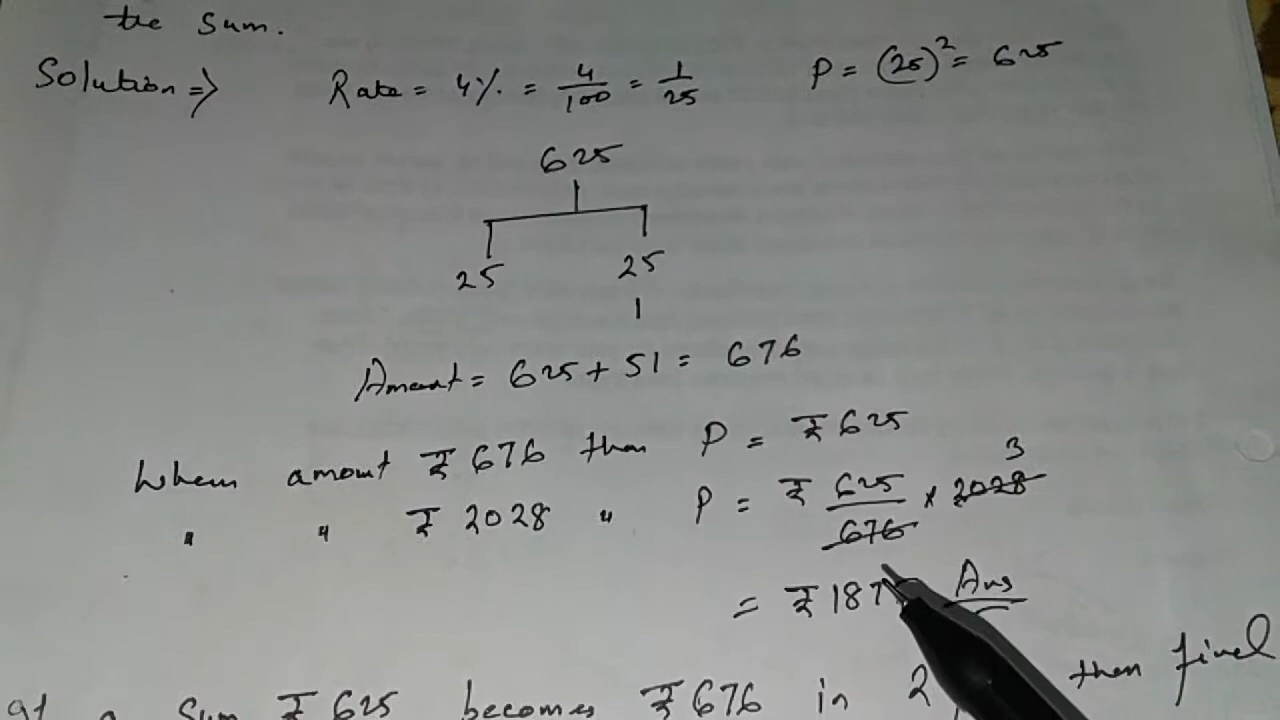 the sum.
Solution ⇒ Rate = 4% = 4/100 = 1/25 P = (25)² = 625
625
25 25
1
Amount = 625 + 51 = 676
When amout ₹ 676 then P = ₹ 625
" " ₹ 2028 " P = ₹ 625/676 × 2028 3
= ₹ 187 Ans
a sum ₹ 625 becomes ₹ 676 in 2 then find